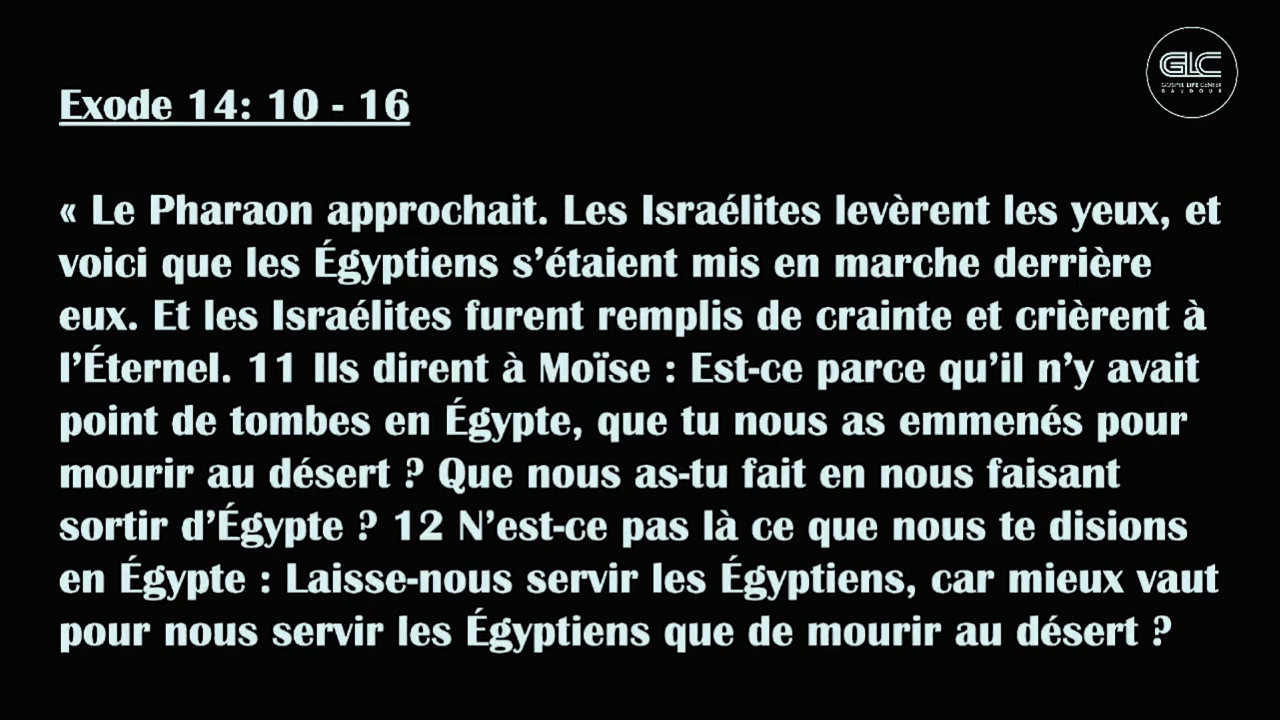 GLC
GOSPEL LIFE CENTER
BAUDOUR
Exode 14: 10 - 16
« Le Pharaon approchait. Les Israélites levèrent les yeux, et
voici que les Égyptiens s’étaient mis en marche derrière
eux. Et les Israélites furent remplis de crainte et crièrent à
l’Éternel. 11 Ils dirent à Moïse : Est-ce parce qu’il n’y avait
point de tombes en Égypte, que tu nous as emmenés pour
mourir au désert ? Que nous as-tu fait en nous faisant
sortir d’Égypte ? 12 N’est-ce pas là ce que nous te disions
en Égypte : Laisse-nous servir les Égyptiens, car mieux vaut
pour nous servir les Égyptiens que de mourir au désert ?